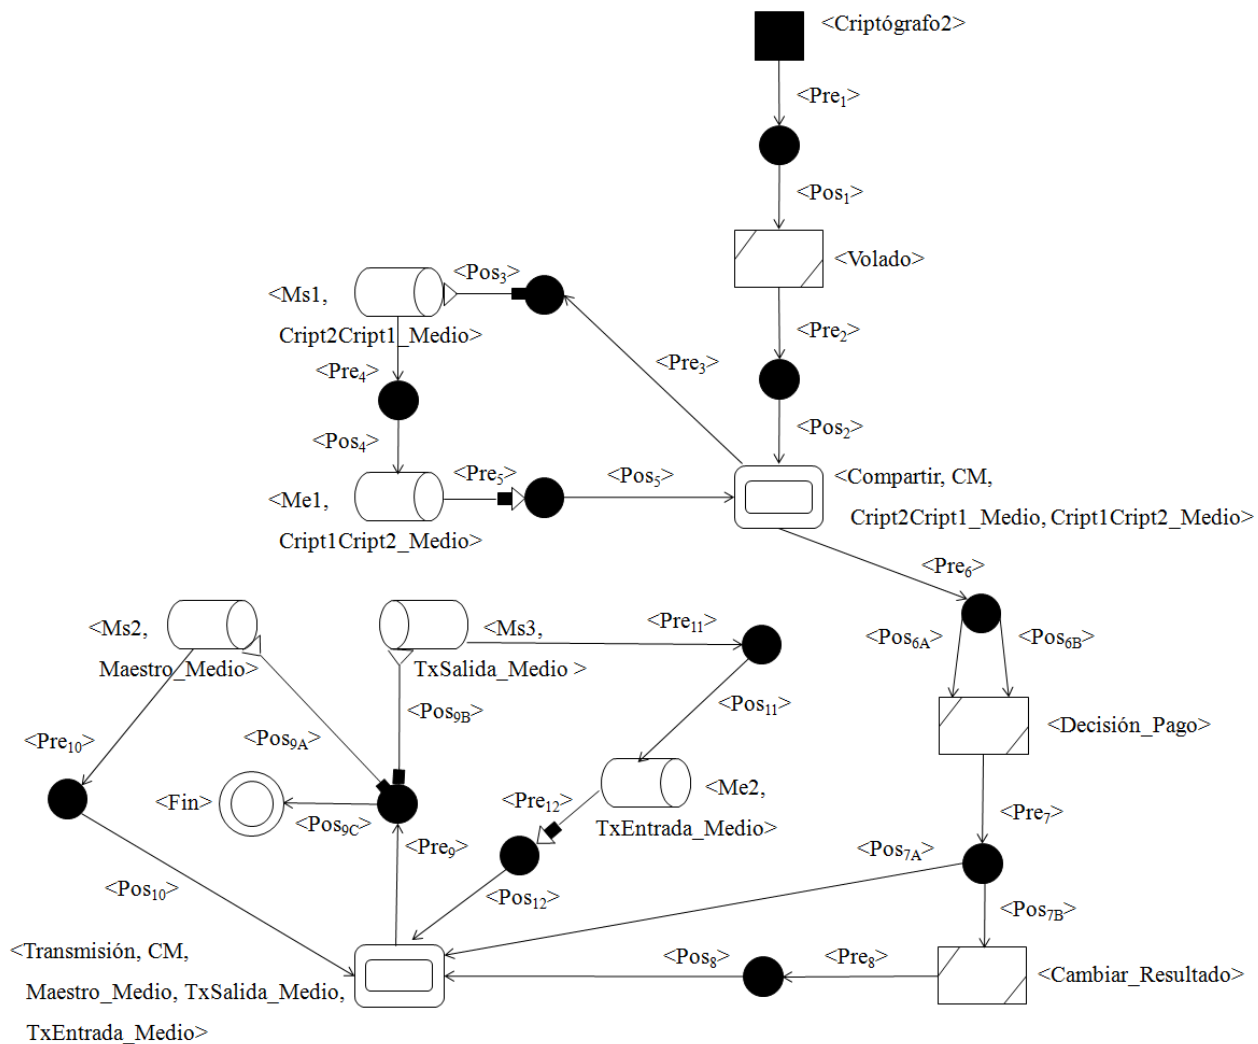 <Criptógrafo2>
<Pre1>
<Pos1>
<Volado>
<Pos3>
<Ms1,
Cript2Cript1_Medio>
<Pre2>
<Pre3>
<Pre4>
<Pos2>
<Pos4>
<Pre5>
<Pos5>
<Me1,
Cript1Cript2_Medio>
<Compartir, CM,
Cript2Cript1_Medio, Cript1Cript2_Medio>
<Pre6>
<Ms2,
Maestro_Medio>
<Ms3,
TxSalida_Medio >
<Pre11>
<Pos6A>
<Pos6B>
<Pos9B>
<Pos11>
<Decisión_Pago>
<Pre10>
<Pos9A>
<Fin>
<Pos9C>
<Pre12>
<Me2,
TxEntrada_Medio>
<Pre7>
<Pre9>
<Pos7A>
<Pos10>
<Pos12>
<Pos7B>
<Transmisión, CM,
Maestro_Medio, TxSalida_Medio,
TxEntrada_Medio>
<Pos8>
<Pre8>
<Cambiar_Resultado>